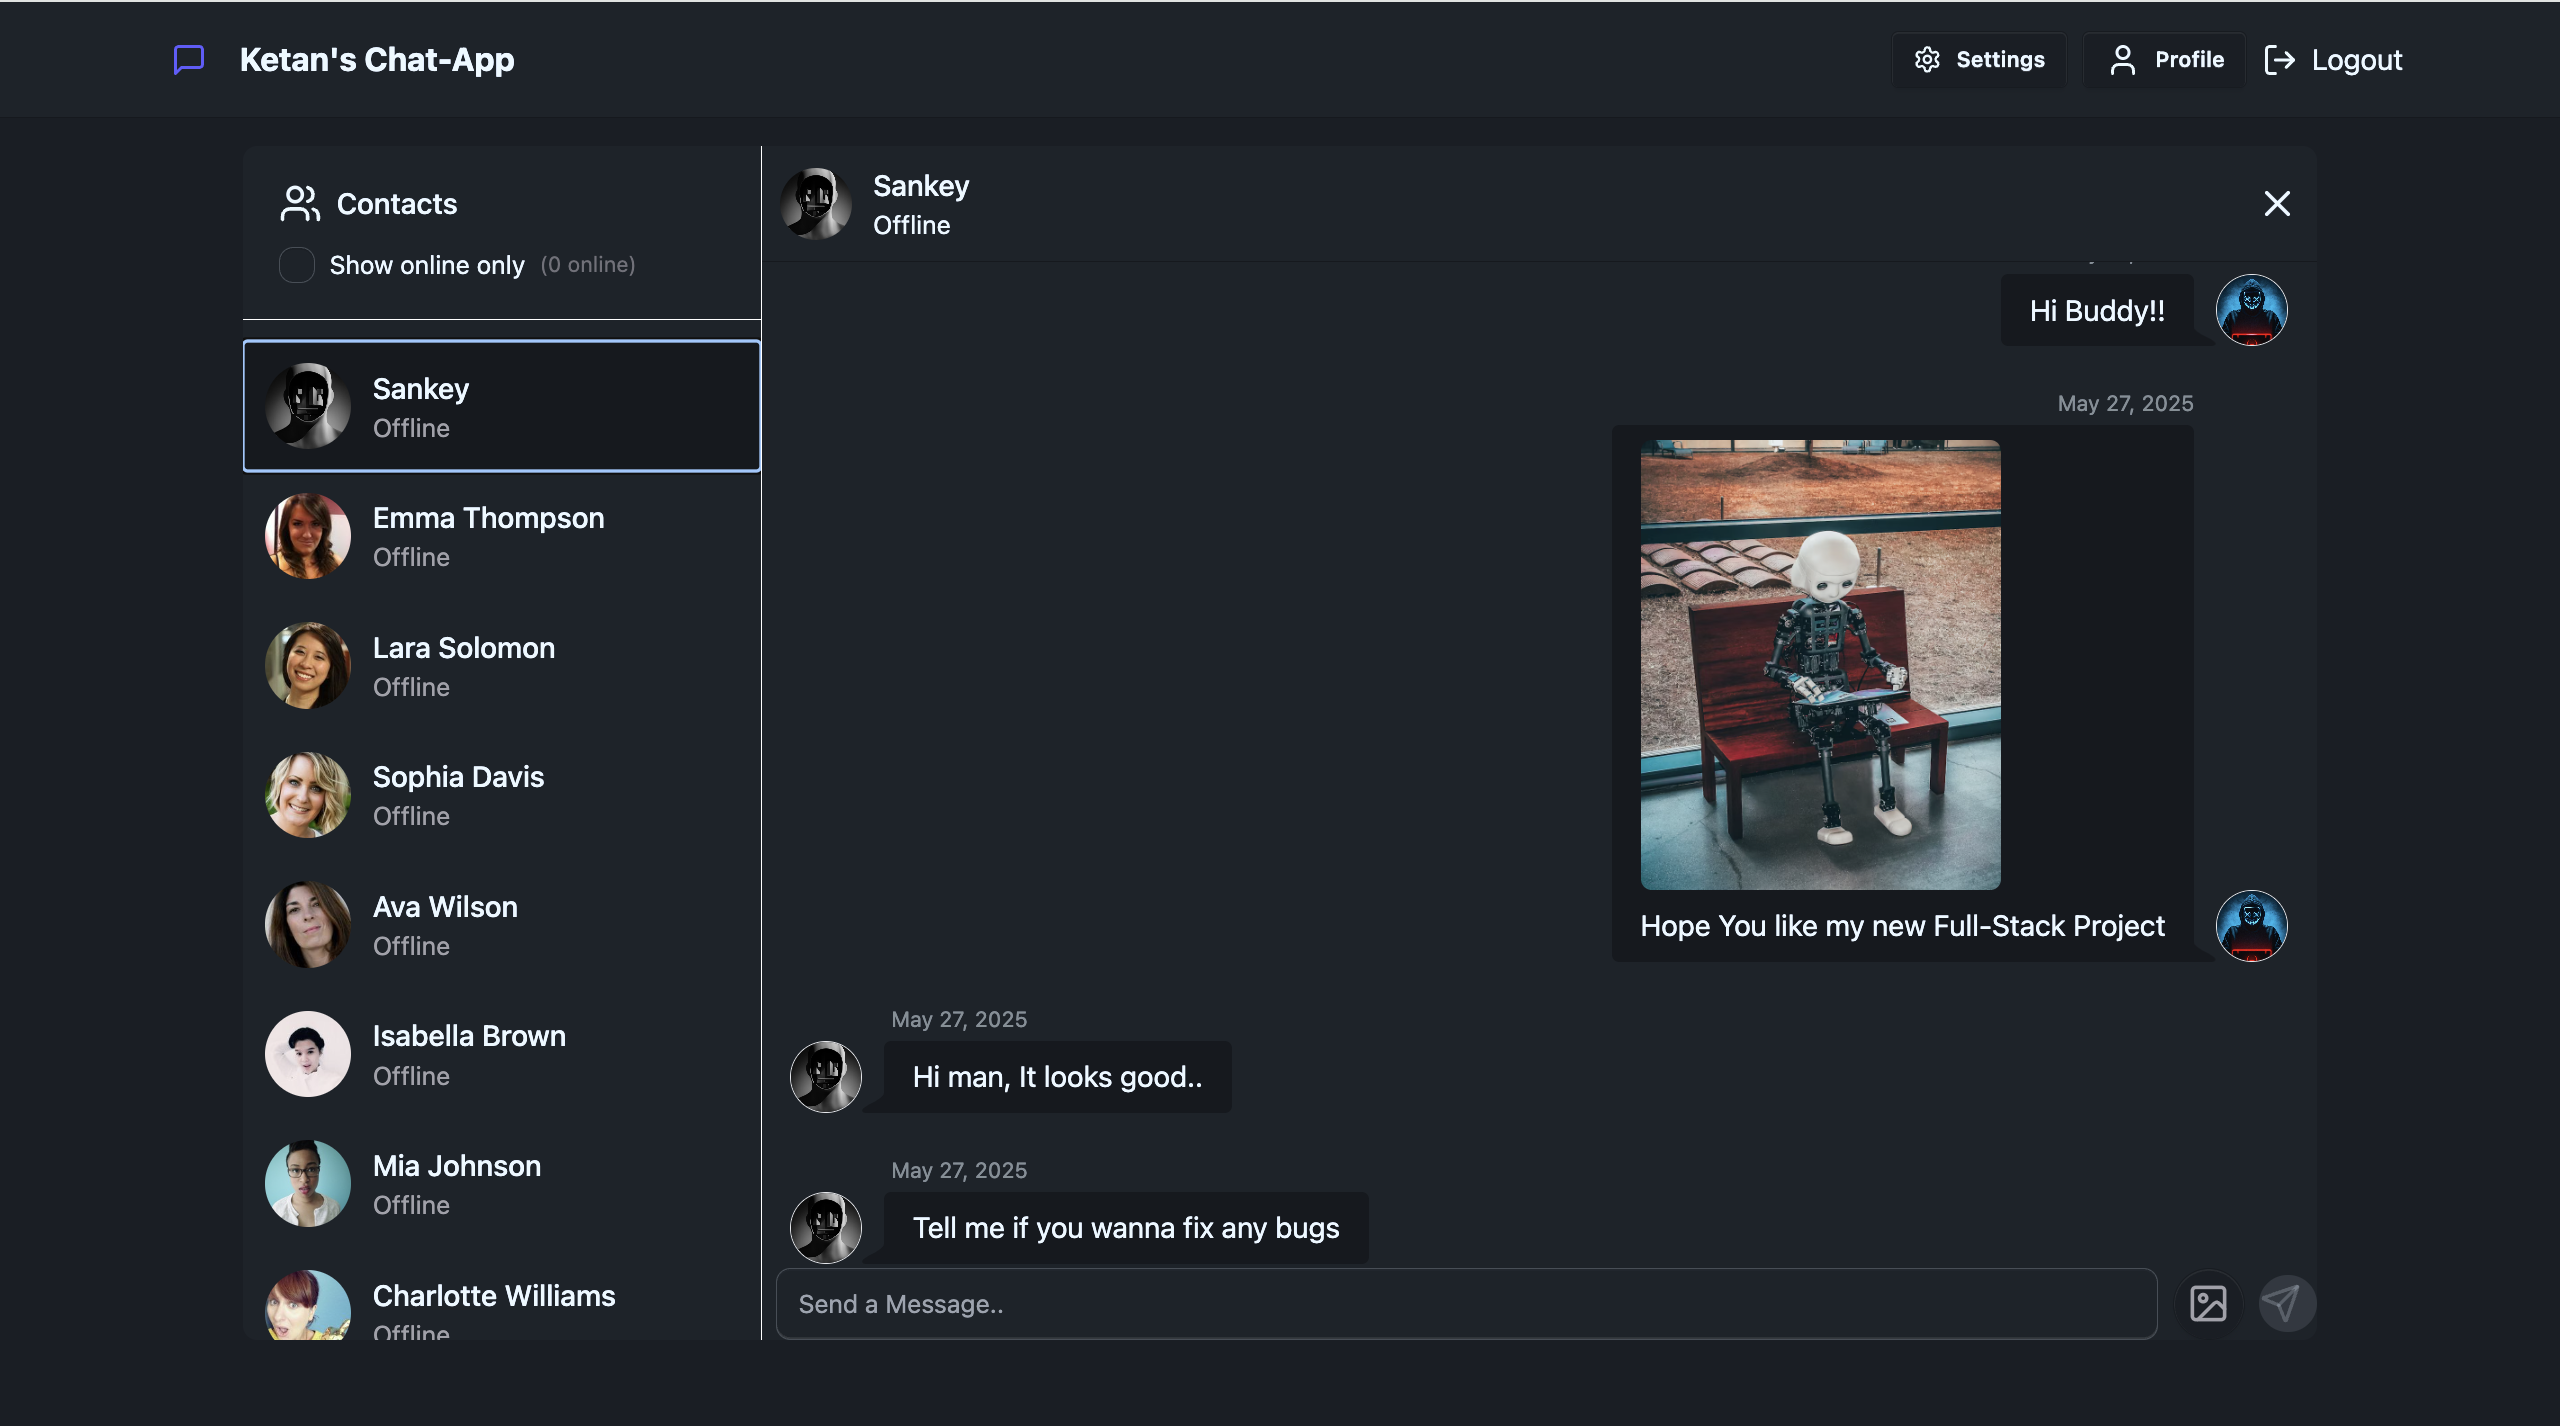 Ketan's Chat-App
Settings
Profile
Logout
Contacts
Show online only (0 online)
Sankey
Offline
Emma Thompson
Offline
Lara Solomon
Offline
Sophia Davis
Offline
Ava Wilson
Offline
Isabella Brown
Offline
Mia Johnson
Offline
Charlotte Williams
Offline
Sankey
Offline
Hi Buddy!!
May 27, 2025
Hope You like my new Full-Stack Project
May 27, 2025
Hi man, It looks good..
May 27, 2025
Tell me if you wanna fix any bugs
Send a Message..